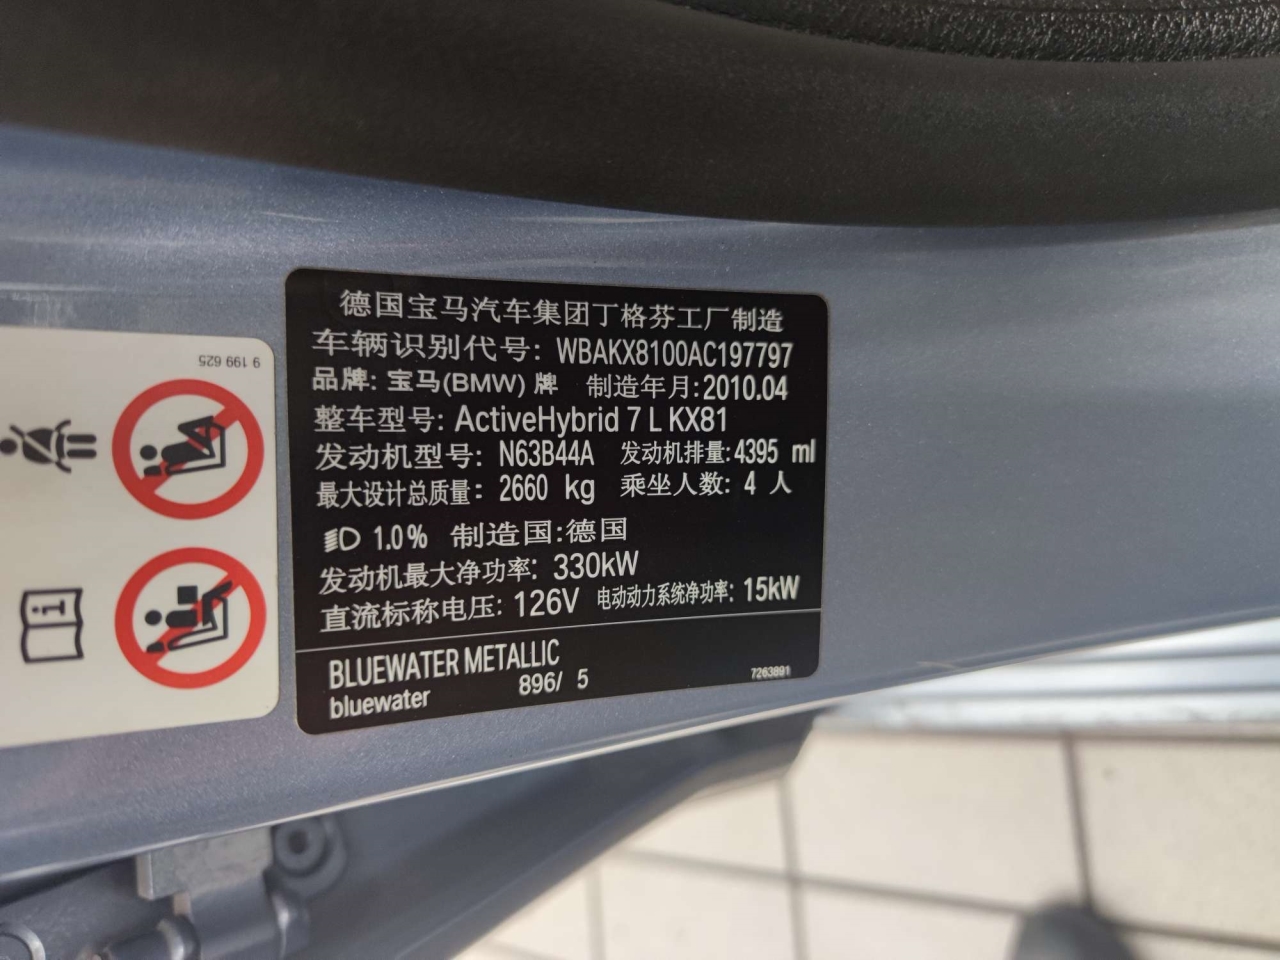 德国宝马汽车集团丁格芬工厂制造
车辆识别代号: WBAKX8100AC197797
品牌: 宝马(BMW) 牌 制造年月:2010.04
整车型号: ActiveHybrid 7 L KX81
发动机型号: N63B44A 发动机排量:4395 ml
最大设计总质量: 2660 kg 乘坐人数: 4 人
1.0% 制造国:德国
发动机最大净功率: 330kW
直流标称电压: 126V 电动动力系统净功率: 15kW
BLUEWATER METALLIC
bluewater 896/ 5 7263891
9 199 625